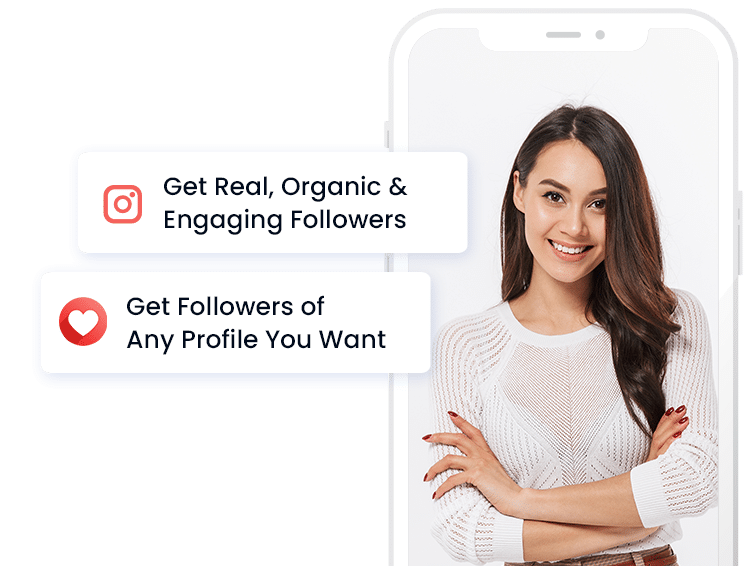 Get Real, Organic &
Engaging Followers
Get Followers of
Any Profile You Want